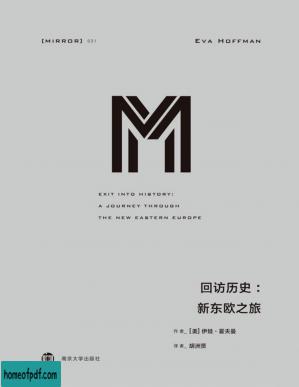 [MIRROR] 031
EVA HOFFMAN
M
EXIT INTO HISTORY:
A JOURNEY THROUGH
THE NEW EASTERN EUROPE
回访历史：
新东欧之旅
作者_ [美] 伊娃·霍夫曼
译者_ 胡洲贤
南京大学出版社
homeofpdf.com